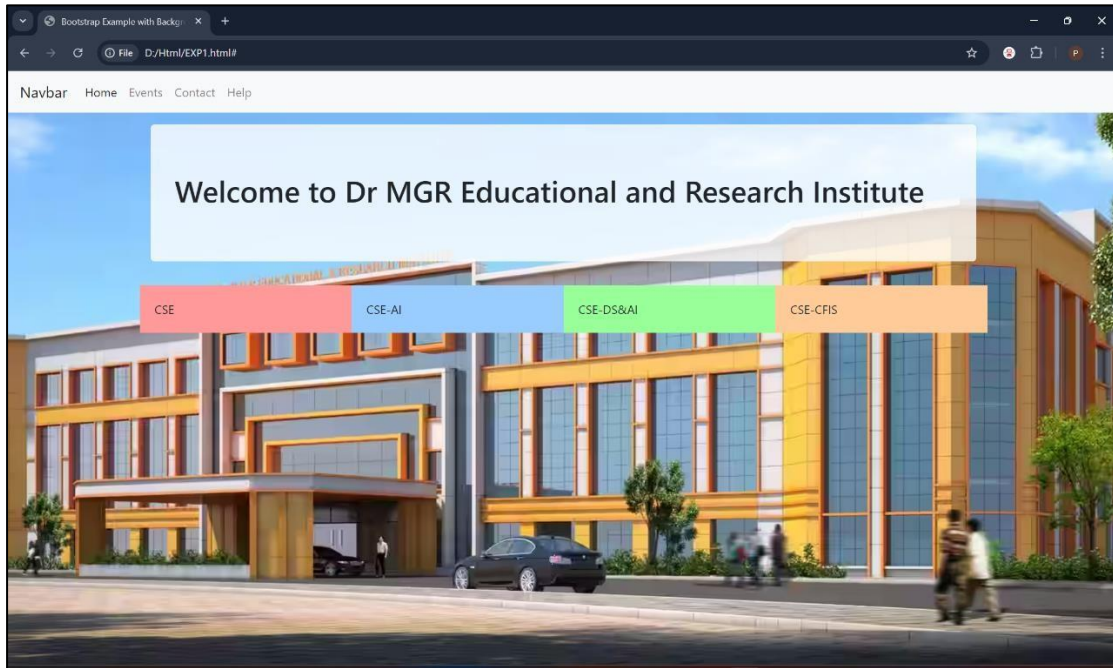 Bootstrap Example with Backgr
File D:/Html/EXP1.html#
P
Navbar Home Events Contact Help
Welcome to Dr MGR Educational and Research Institute
CSE CSE-AI CSE-DS&AI CSE-CFIS